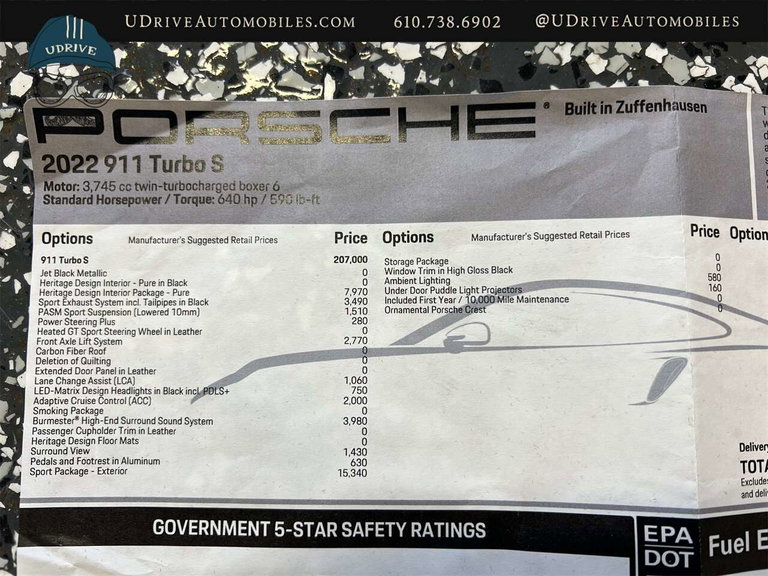 UDriveAutomobiles.com 610.738.6902 @UDriveAutomobiles
UDRIVE
PORSCHE® Built in Zuffenhausen
2022 911 Turbo S
Motor: 3,745 cc twin-turbocharged boxer 6
Standard Horsepower / Torque: 640 hp / 590 lb-ft
Options Manufacturer's Suggested Retail Prices Price
911 Turbo S 207,000
Jet Black Metallic 0
Heritage Design Interior - Pure in Black 0
Heritage Design Interior Package - Pure 7,970
Sport Exhaust System incl. Tailpipes in Black 3,490
PASM Sport Suspension (Lowered 10mm) 1,510
Power Steering Plus 280
Heated GT Sport Steering Wheel in Leather 0
Front Axle Lift System 2,770
Carbon Fiber Roof 0
Deletion of Quilting 0
Extended Door Panel in Leather 0
Lane Change Assist (LCA) 1,060
LED-Matrix Design Headlights in Black incl. PDLS+ 750
Adaptive Cruise Control (ACC) 2,000
Smoking Package 0
Burmester® High-End Surround Sound System 3,980
Passenger Cupholder Trim in Leather 0
Heritage Design Floor Mats 0
Surround View 1,430
Pedals and Footrest in Aluminum 630
Sport Package - Exterior 15,340
Options Manufacturer's Suggested Retail Prices Price
Storage Package 0
Window Trim in High Gloss Black 0
Ambient Lighting 580
Under Door Puddle Light Projectors 160
Included First Year / 10,000 Mile Maintenance 0
Ornamental Porsche Crest 0
Option
Delivery
TOTA
Excludes
and deli
GOVERNMENT 5-STAR SAFETY RATINGS
EPA
DOT
Fuel E